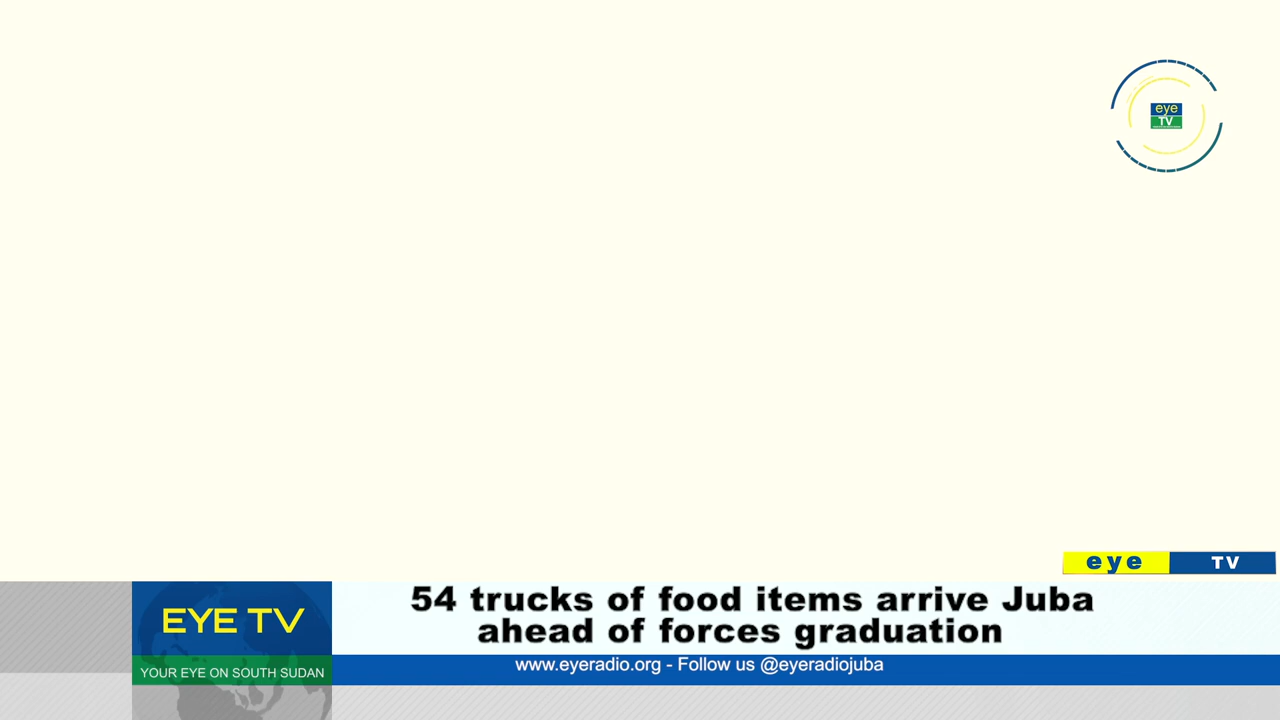 eye
TV
eye TV
54 trucks of food items arrive Juba
ahead of forces graduation
EYE TV
www.eyeradio.org - Follow us @eyeradiojuba
YOUR EYE ON SOUTH SUDAN